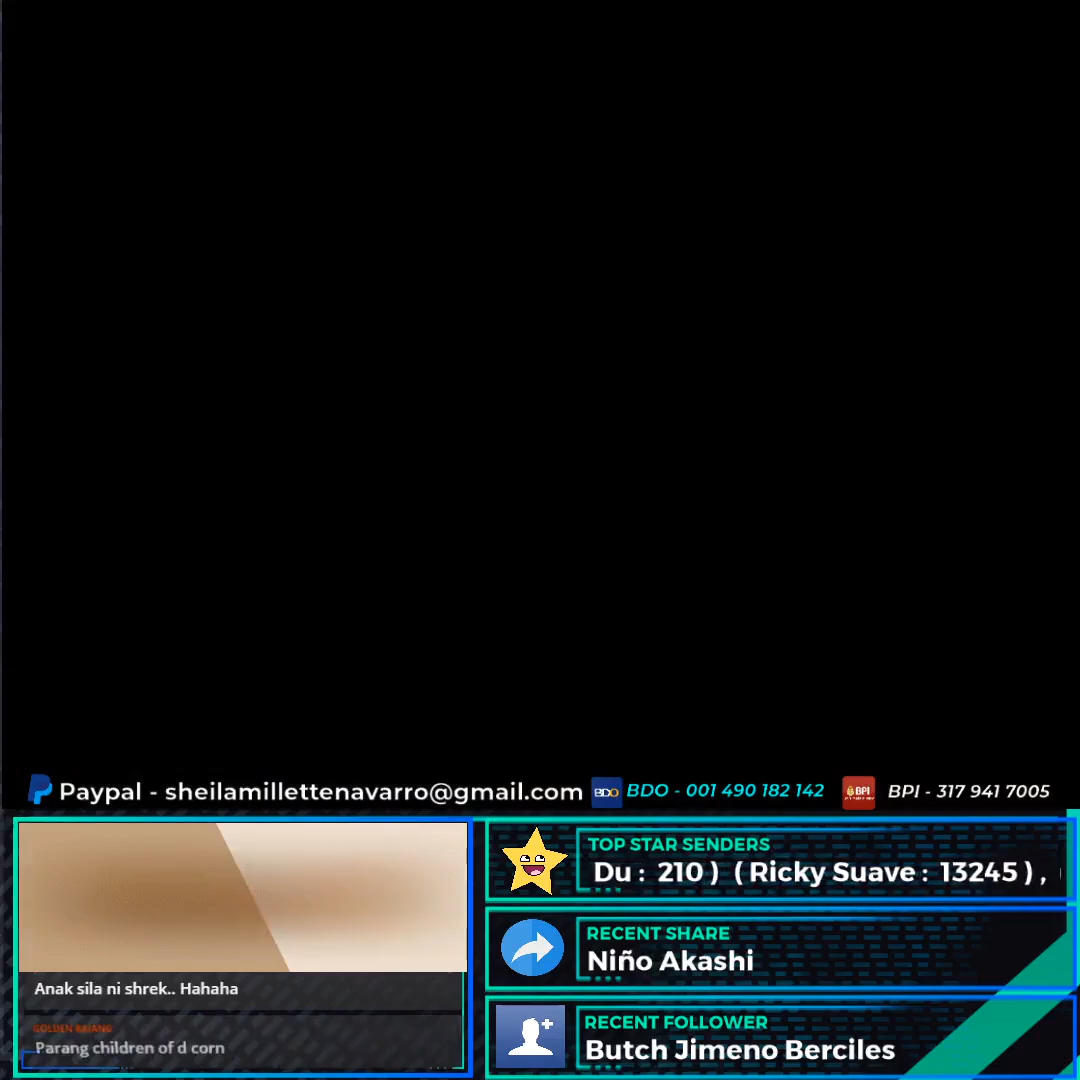 Paypal - sheilamillettenavarro@gmail.com BDO BDO - 001 490 182 142 BPI BPI - 317 941 7005
TOP STAR SENDERS
Du : 210 ) ( Ricky Suave : 13245 ) ,
RECENT SHARE
Niño Akashi
RECENT FOLLOWER
Butch Jimeno Berciles
Anak sila ni shrek.. Hahaha
Parang children of d corn